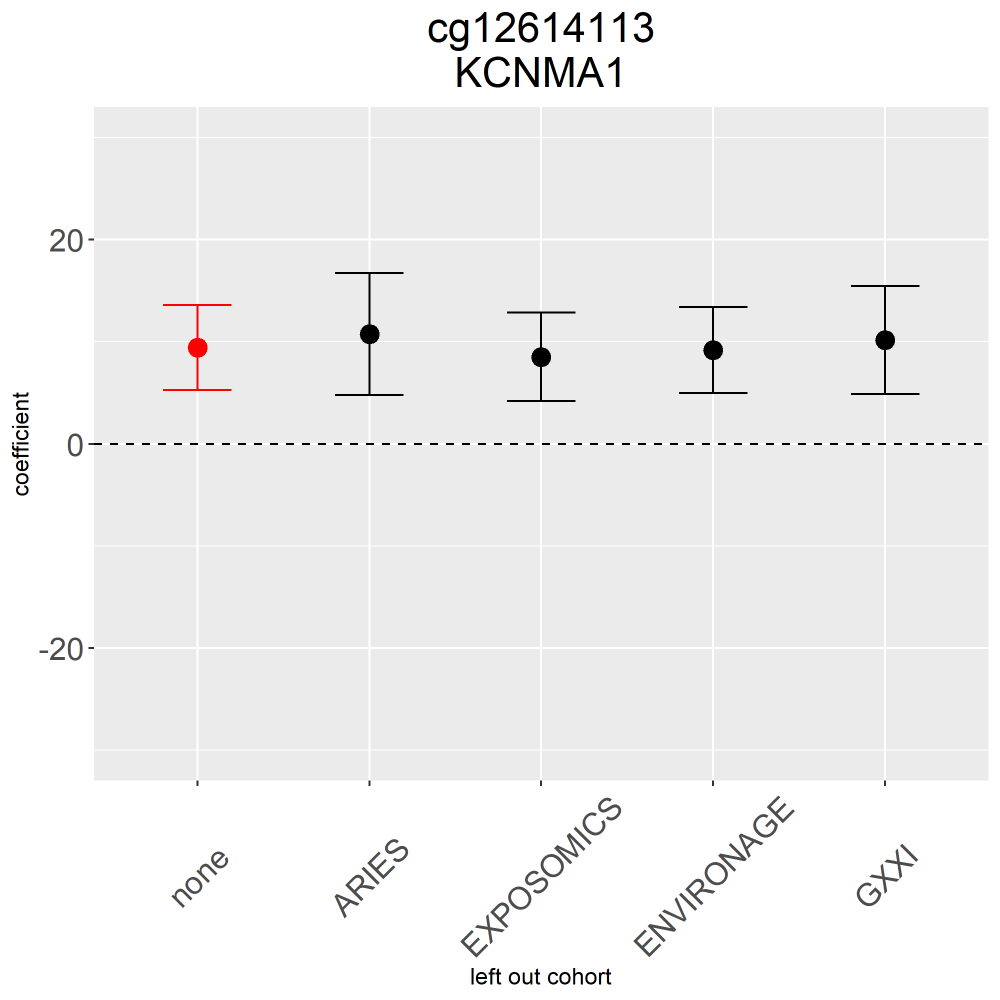 cg12614113
KCNMA1
coefficient
20
0
-20
none
ARIES
EXPOSOMICS
ENVIRONAGE
GXXI
left out cohort